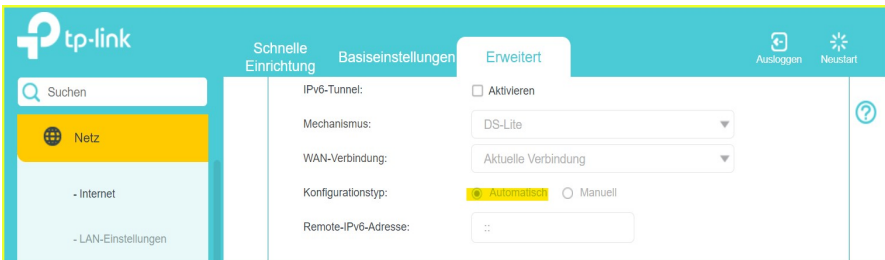 tp-link
Schnelle
Einrichtung
Basiseinstellungen
Erweitert
Ausloggen
Neustart
Suchen
Netz
- Internet
- LAN-Einstellungen
IPv6-Tunnel: Aktivieren
Mechanismus: DS-Lite
WAN-Verbindung: Aktuelle Verbindung
Konfigurationstyp: Automatisch Manuell
Remote-IPv6-Adresse: ::
?